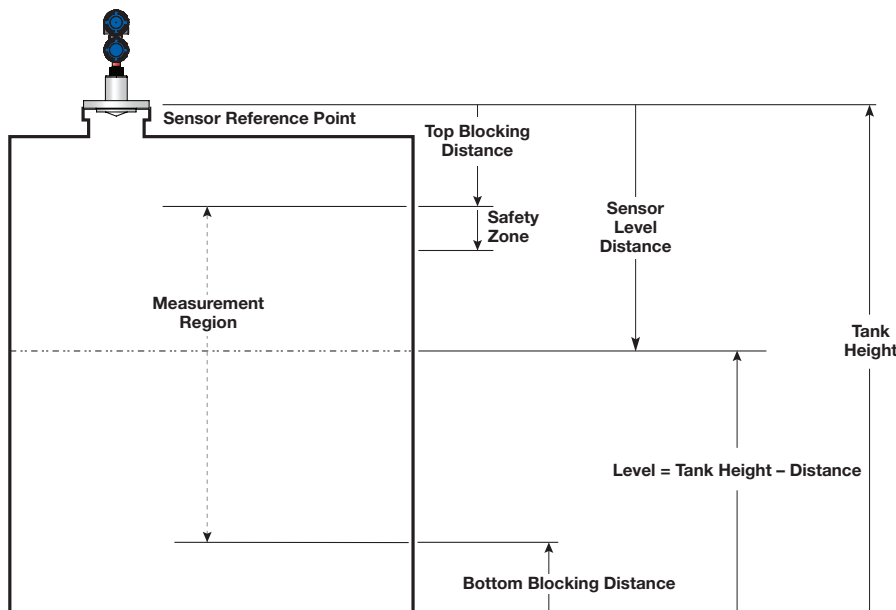 Sensor Reference Point
Top Blocking
Distance
Safety
Zone
Sensor
Level
Distance
Measurement
Region
Tank
Height
Level = Tank Height – Distance
Bottom Blocking Distance